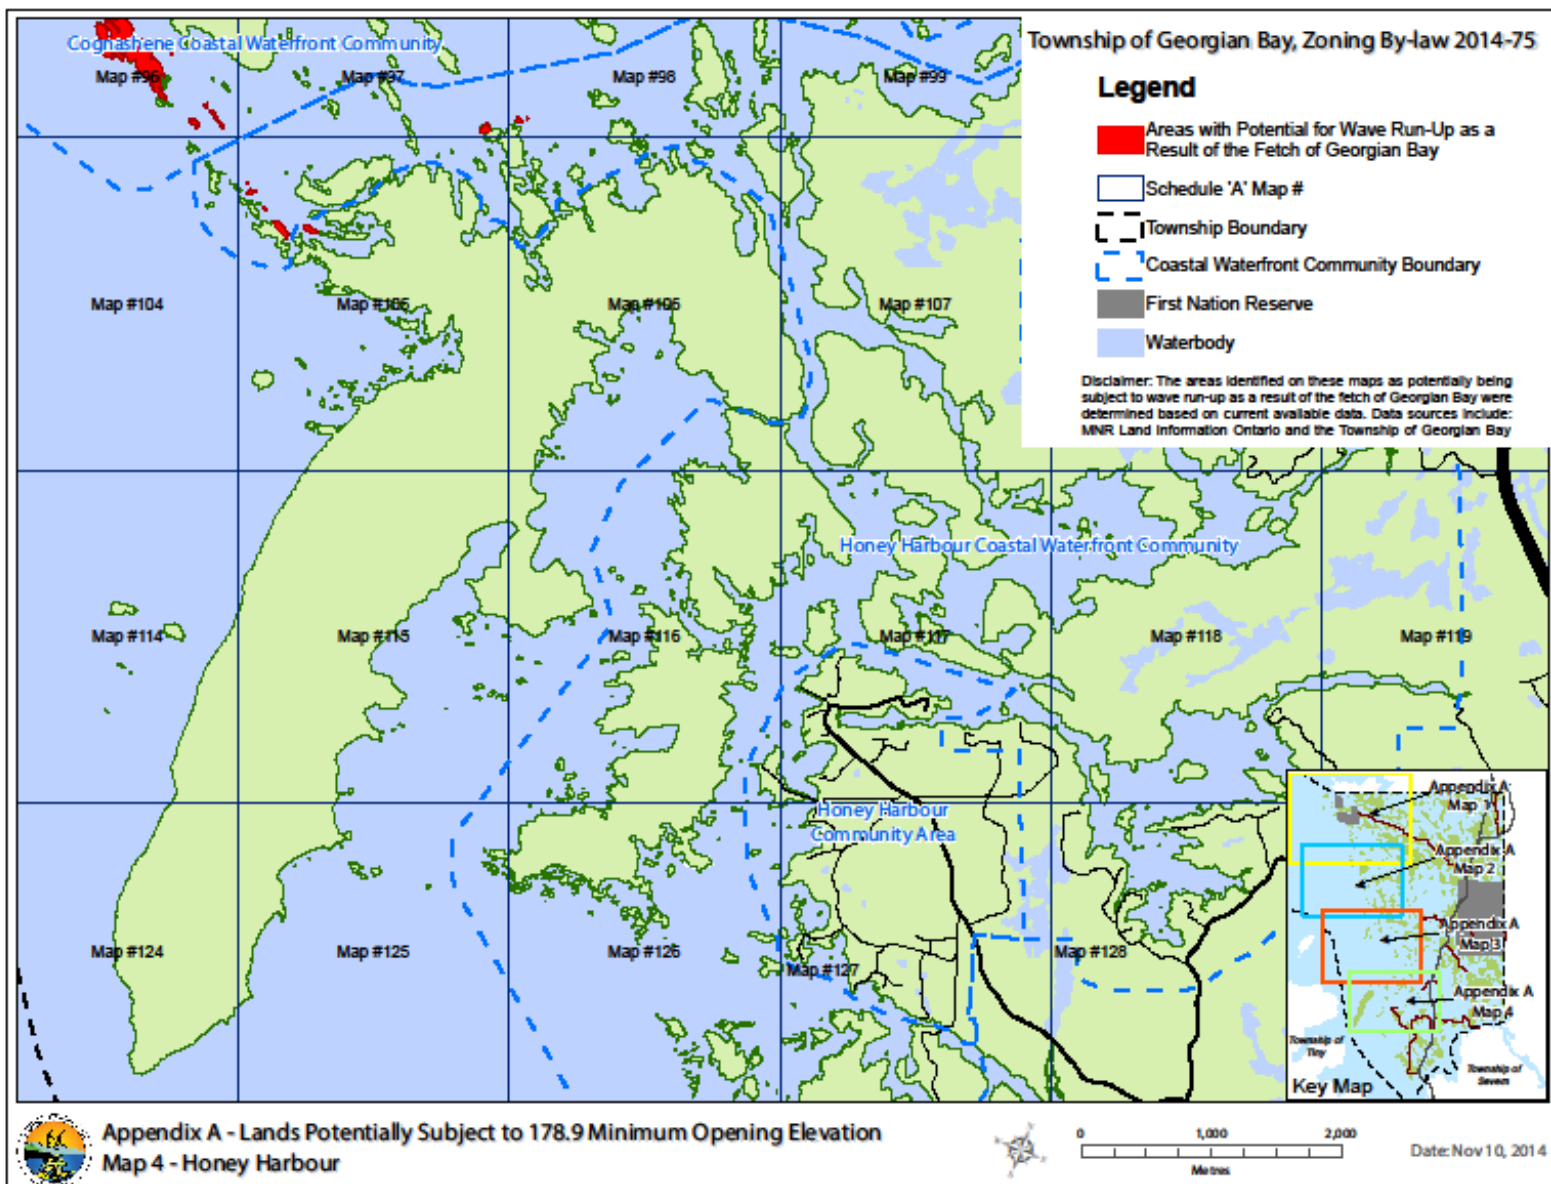 Township of Georgian Bay, Zoning By-law 2014-75
Legend
Areas with Potential for Wave Run-Up as a
Result of the Fetch of Georgian Bay
Schedule 'A' Map #
Township Boundary
Coastal Waterfront Community Boundary
First Nation Reserve
Waterbody
Disclaimer: The areas identified on these maps as potentially being
subject to wave run-up as a result of the fetch of Georgian Bay were
determined based on current available data. Data sources include:
MNR Land Information Ontario and the Township of Georgian Bay
Cognashene Coastal Waterfront Community
Map #96
Map #97
Map #98
Map #99
Map #104
Map #105
Map #106
Map #107
Honey Harbour Coastal Waterfront Community
Map #114
Map #115
Map #116
Map #117
Map #118
Map #119
Honey Harbour
Community Area
Map #124
Map #125
Map #126
Map #127
Map #128
Appendix A
Map 1
Appendix A
Map 2
Appendix A
Map 3
Appendix A
Map 4
Township of
Tiny
Township of
Severn
Key Map
Appendix A - Lands Potentially Subject to 178.9 Minimum Opening Elevation
Map 4 - Honey Harbour
0 1,000 2,000
Metres
Date: Nov 10, 2014